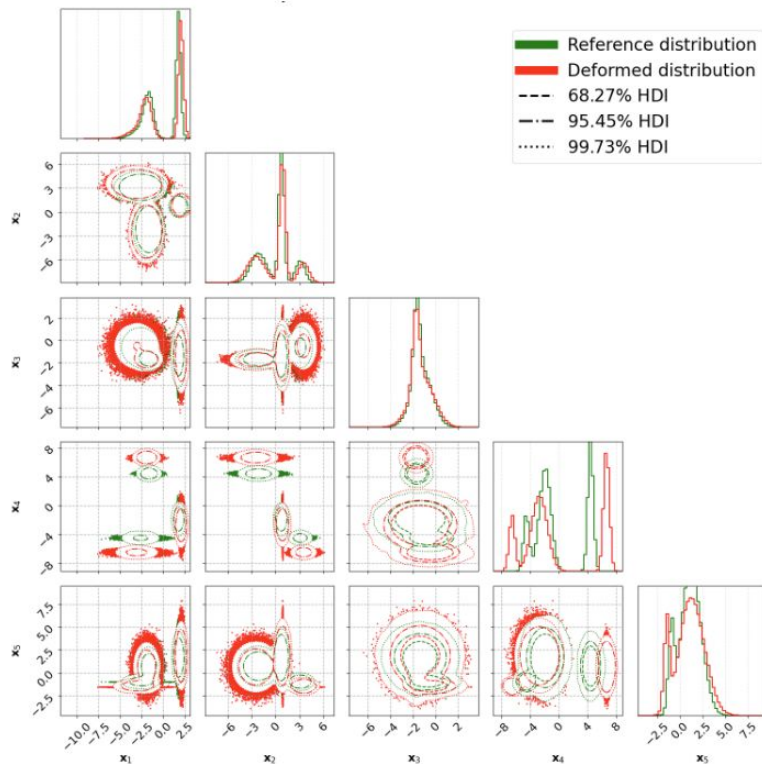 Reference distribution
Deformed distribution
68.27% HDI
95.45% HDI
99.73% HDI
x₂
6
3
0
−3
−6
x₃
2
0
−2
−4
−6
x₄
8
4
0
−4
−8
x₅
7.5
5.0
2.5
0.0
−2.5
−10.0 −7.5 −5.0 −2.5 0.0 2.5
−6 −3 0 3 6
−6 −4 −2 0 2
−8 −4 0 4 8
−2.5 0.0 2.5 5.0 7.5
x₁ x₂ x₃ x₄ x₅